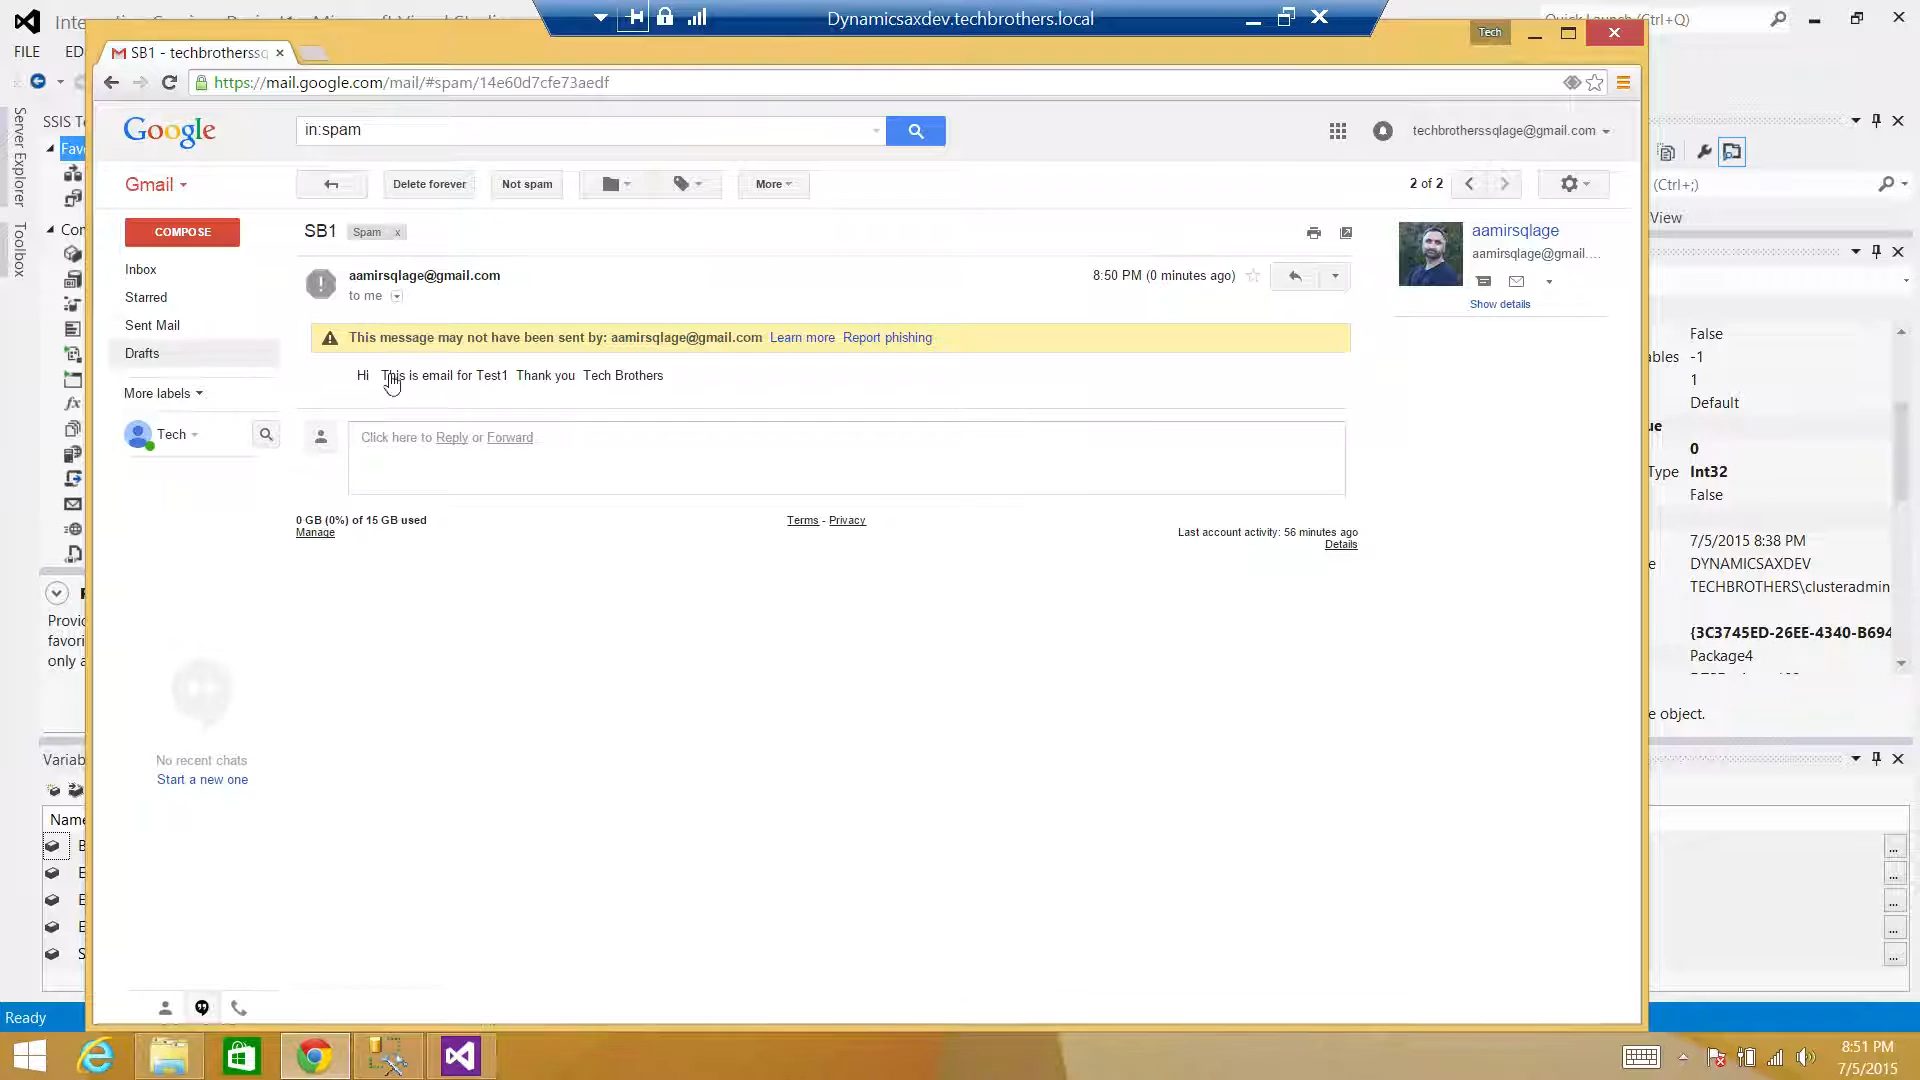 Dynamicsaxdev.techbrothers.local
FILE
SB1 - techbrotherssq
Tech
https://mail.google.com/mail/#spam/14e60d7cfe73aedf
Server Explorer
Toolbox
Google
in:spam
techbrotherssqlage@gmail.com
Gmail
Delete forever
Not spam
More
2 of 2
(Ctrl+;)
View
COMPOSE
SB1
Spam x
Inbox
Starred
Sent Mail
Drafts
More labels
Tech
aamirsqlage@gmail.com
to me
8:50 PM (0 minutes ago)
aamirsqlage
aamirsqlage@gmail....
Show details
This message may not have been sent by: aamirsqlage@gmail.com Learn more Report phishing
Hi This is email for Test1 Thank you Tech Brothers
Click here to Reply or Forward
0 GB (0%) of 15 GB used
Manage
Terms - Privacy
Last account activity: 56 minutes ago
Details
False
-1
1
Default
0
Int32
False
7/5/2015 8:38 PM
DYNAMICSAXDEV
TECHBROTHERS\clusteradmin
{3C3745ED-26EE-4340-B694
Package4
e object.
No recent chats
Start a new one
Name
Ready
8:51 PM
7/5/2015